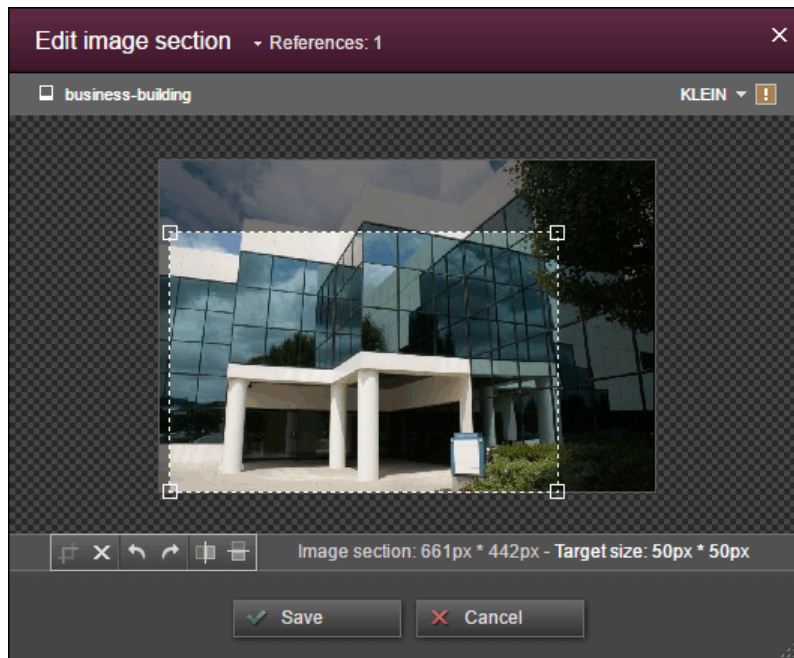 Edit image section References: 1
business-building KLEIN
Image section: 661px * 442px - Target size: 50px * 50px
Save Cancel